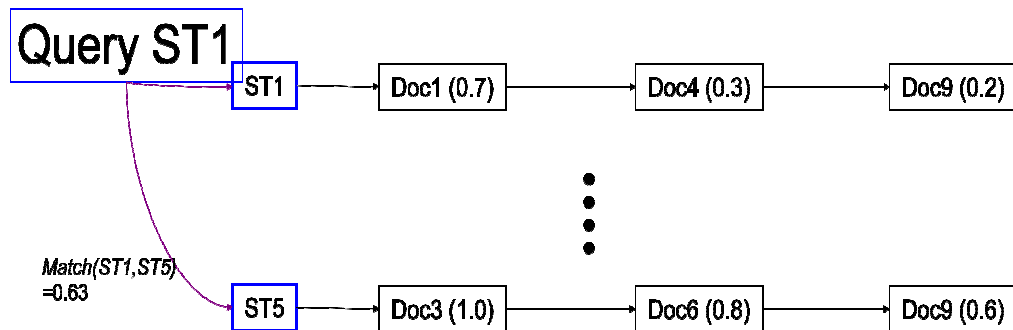 Query ST1
ST1
Doc1 (0.7)
Doc4 (0.3)
Doc9 (0.2)
Match(ST1,ST5)
=0.63
ST5
Doc3 (1.0)
Doc6 (0.8)
Doc9 (0.6)